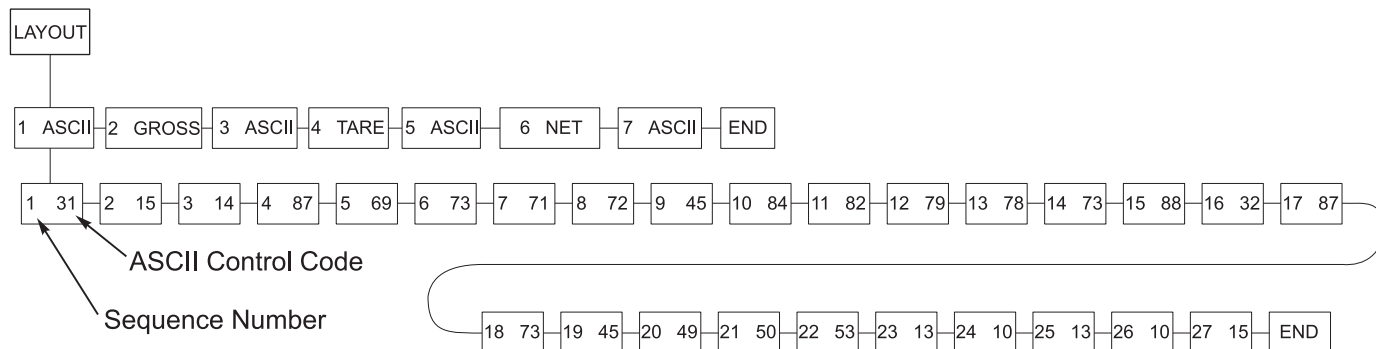 LAYOUT
1 ASCII 2 GROSS 3 ASCII 4 TARE 5 ASCII 6 NET 7 ASCII END
1 31 2 15 3 14 4 87 5 69 6 73 7 71 8 72 9 45 10 84 11 82 12 79 13 78 14 73 15 88 16 32 17 87
ASCII Control Code
Sequence Number
18 73 19 45 20 49 21 50 22 53 23 13 24 10 25 13 26 10 27 15 END